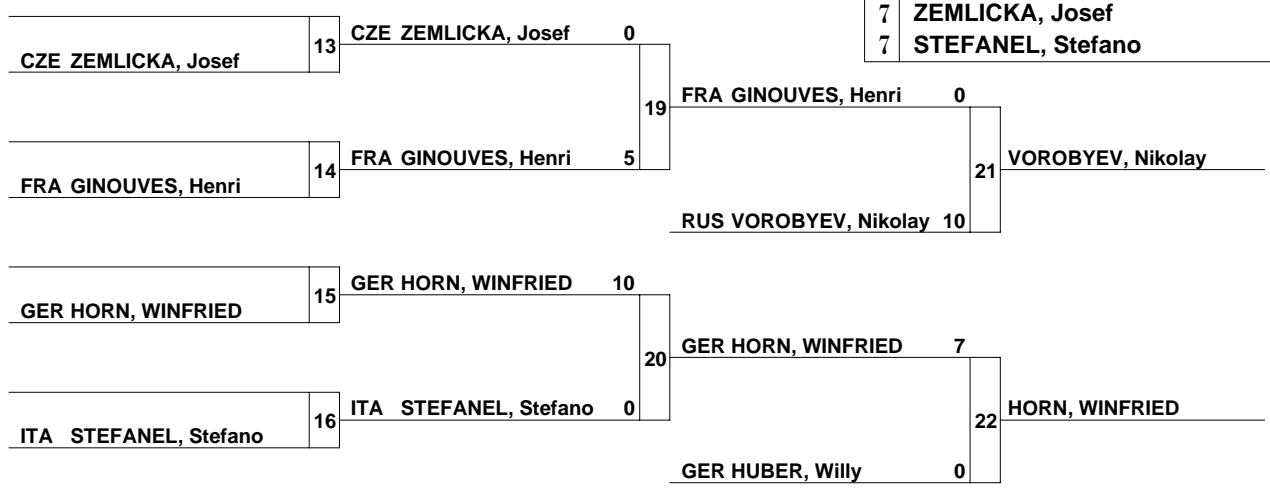 7 ZEMLICKA, Josef
7 STEFANEL, Stefano
CZE ZEMLICKA, Josef 0
13
CZE ZEMLICKA, Josef
FRA GINOUVES, Henri 0
19
FRA GINOUVES, Henri 5
14
FRA GINOUVES, Henri
VOROBYEV, Nikolay
21
RUS VOROBYEV, Nikolay 10
GER HORN, WINFRIED 10
15
GER HORN, WINFRIED
GER HORN, WINFRIED 7
20
ITA STEFANEL, Stefano 0
16
ITA STEFANEL, Stefano
HORN, WINFRIED
22
GER HUBER, Willy 0